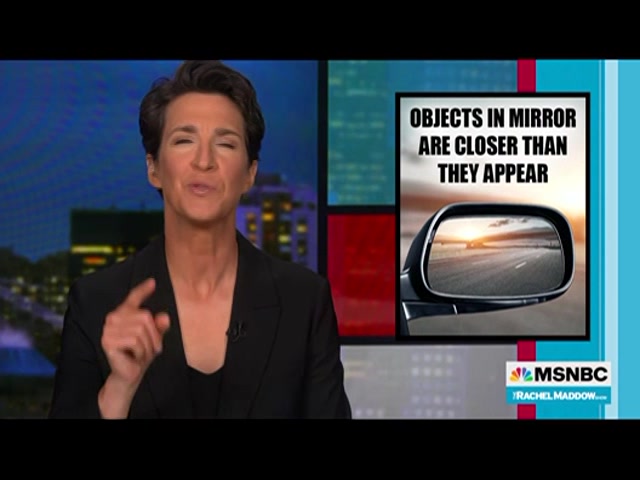 OBJECTS IN MIRROR
ARE CLOSER THAN
THEY APPEAR
MSNBC
THE RACHEL MADDOW SHOW